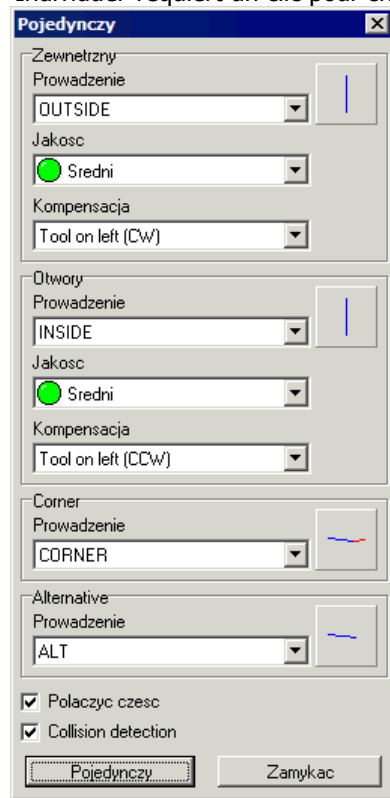 Pojedynczy
Zewnetrzny
Prowadzenie
OUTSIDE
Jakosc
Sredni
Kompensacja
Tool on left (CW)
Otwory
Prowadzenie
INSIDE
Jakosc
Sredni
Kompensacja
Tool on left (CCW)
Corner
Prowadzenie
CORNER
Alternative
Prowadzenie
ALT
Polaczyc czesc
Collision detection
Pojedynczy Zamykac